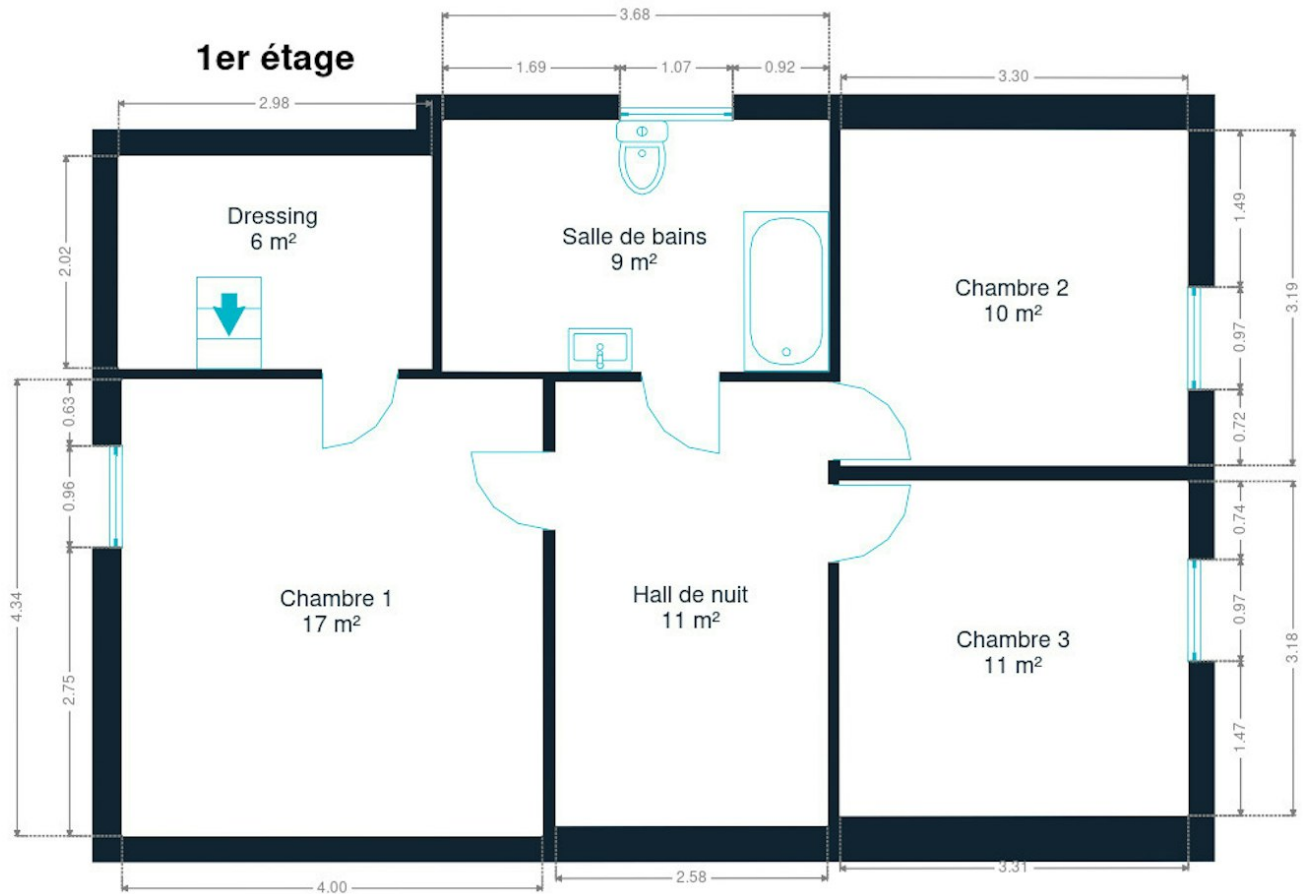 1er étage
3.68
1.69
1.07
0.92
3.30
2.98
2.02
Dressing
6 m²
Salle de bains
9 m²
Chambre 2
10 m²
1.49
0.97
0.72
3.19
0.63
0.96
2.75
4.34
Chambre 1
17 m²
Hall de nuit
11 m²
Chambre 3
11 m²
0.74
0.97
1.47
3.18
4.00
2.58
3.31